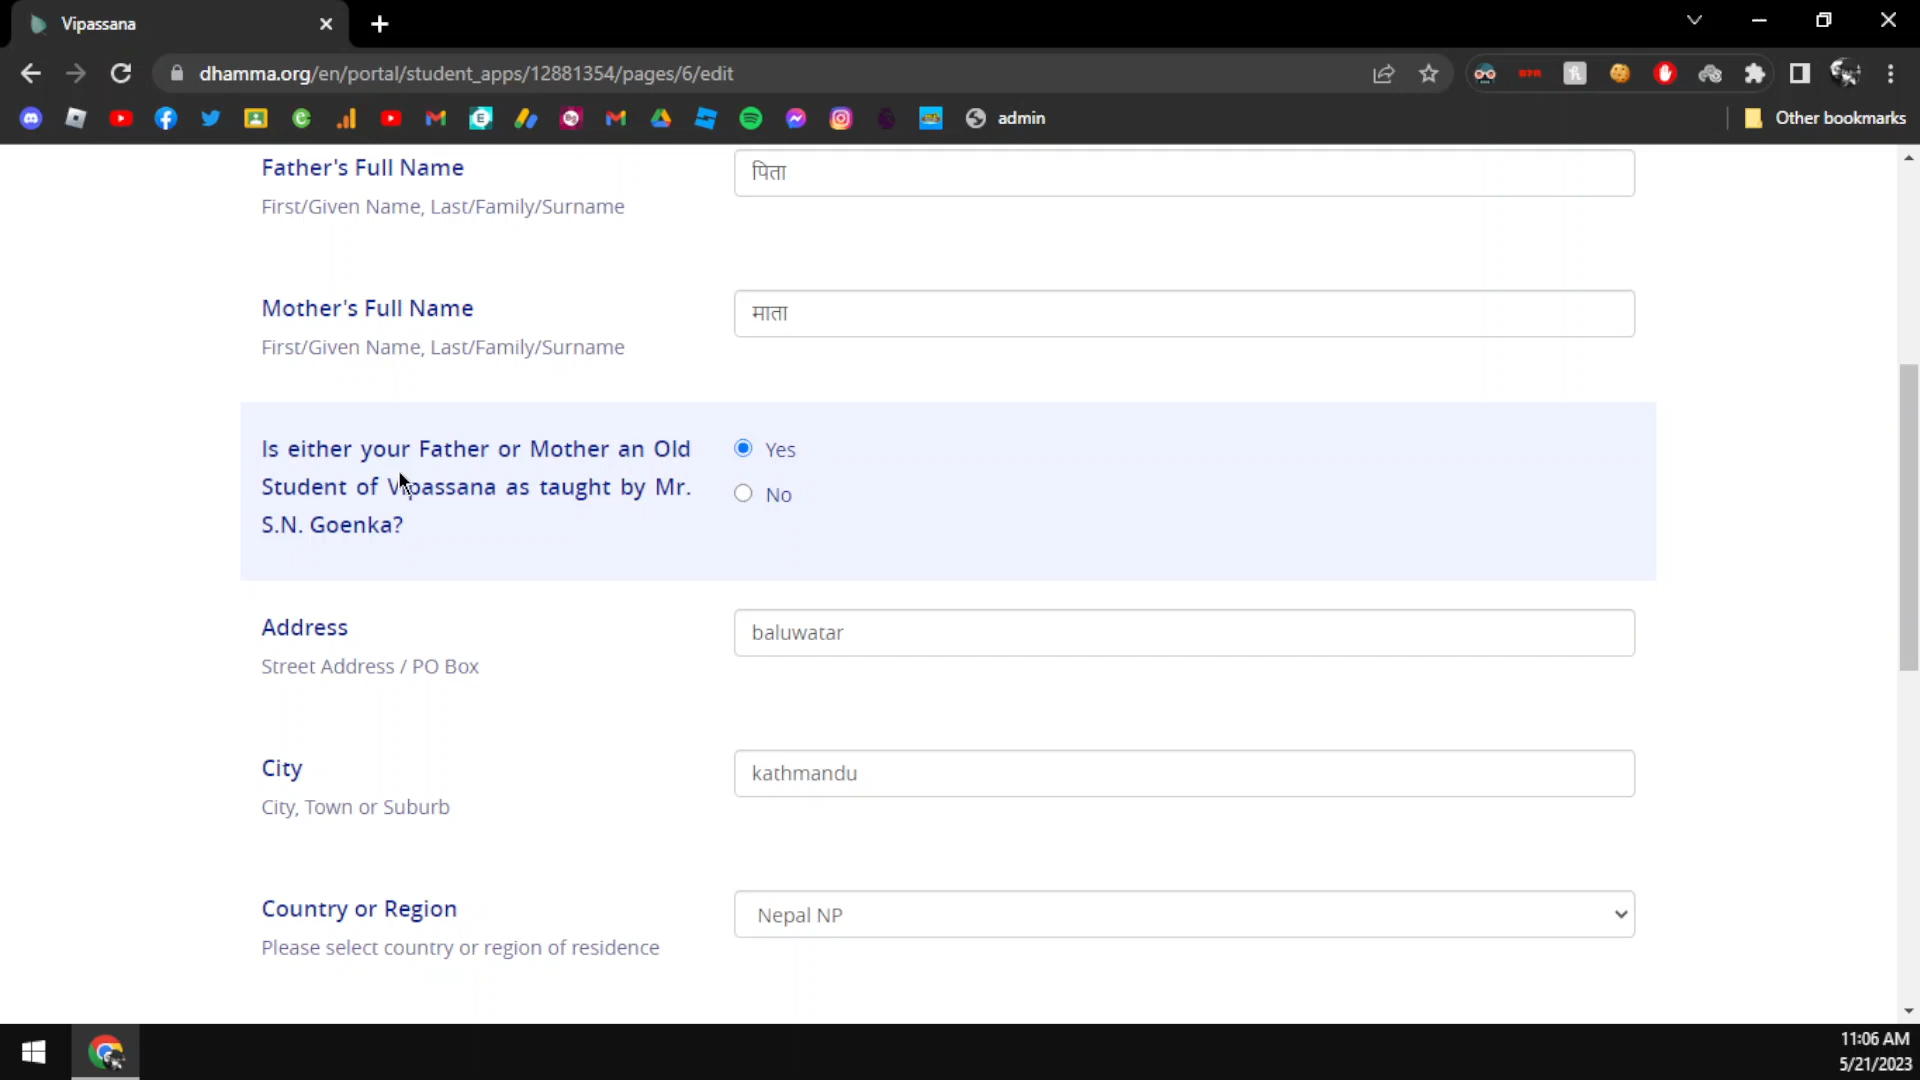 Vipassana
dhamma.org/en/portal/student_apps/12881354/pages/6/edit
admin
Other bookmarks
Father's Full Name
पिता
First/Given Name, Last/Family/Surname
Mother's Full Name
माता
First/Given Name, Last/Family/Surname
Is either your Father or Mother an Old
Yes
Student of Vipassana as taught by Mr.
No
S.N. Goenka?
Address
baluwatar
Street Address / PO Box
City
kathmandu
City, Town or Suburb
Country or Region
Nepal NP
Please select country or region of residence
11:06 AM
5/21/2023